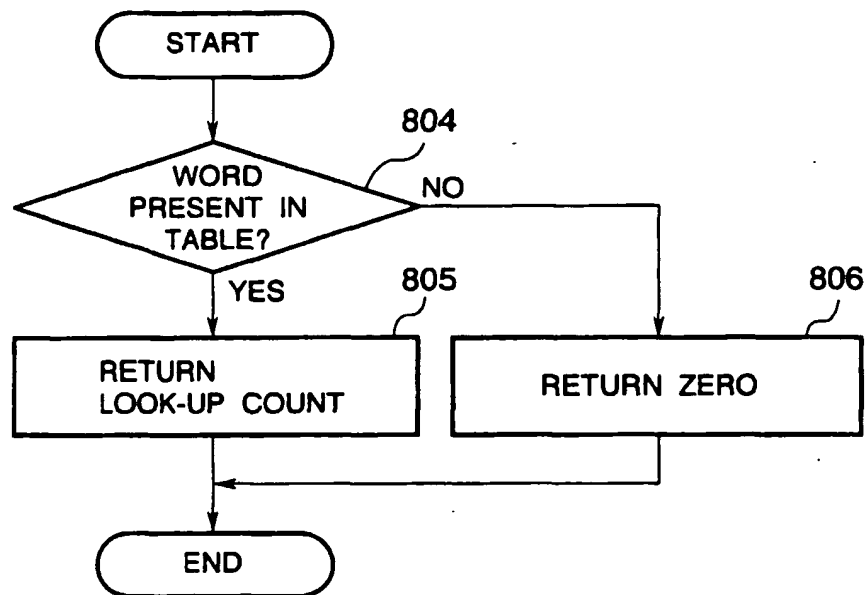 START
804
WORD
PRESENT IN
TABLE?
NO
YES
805
806
RETURN
LOOK-UP COUNT
RETURN ZERO
END